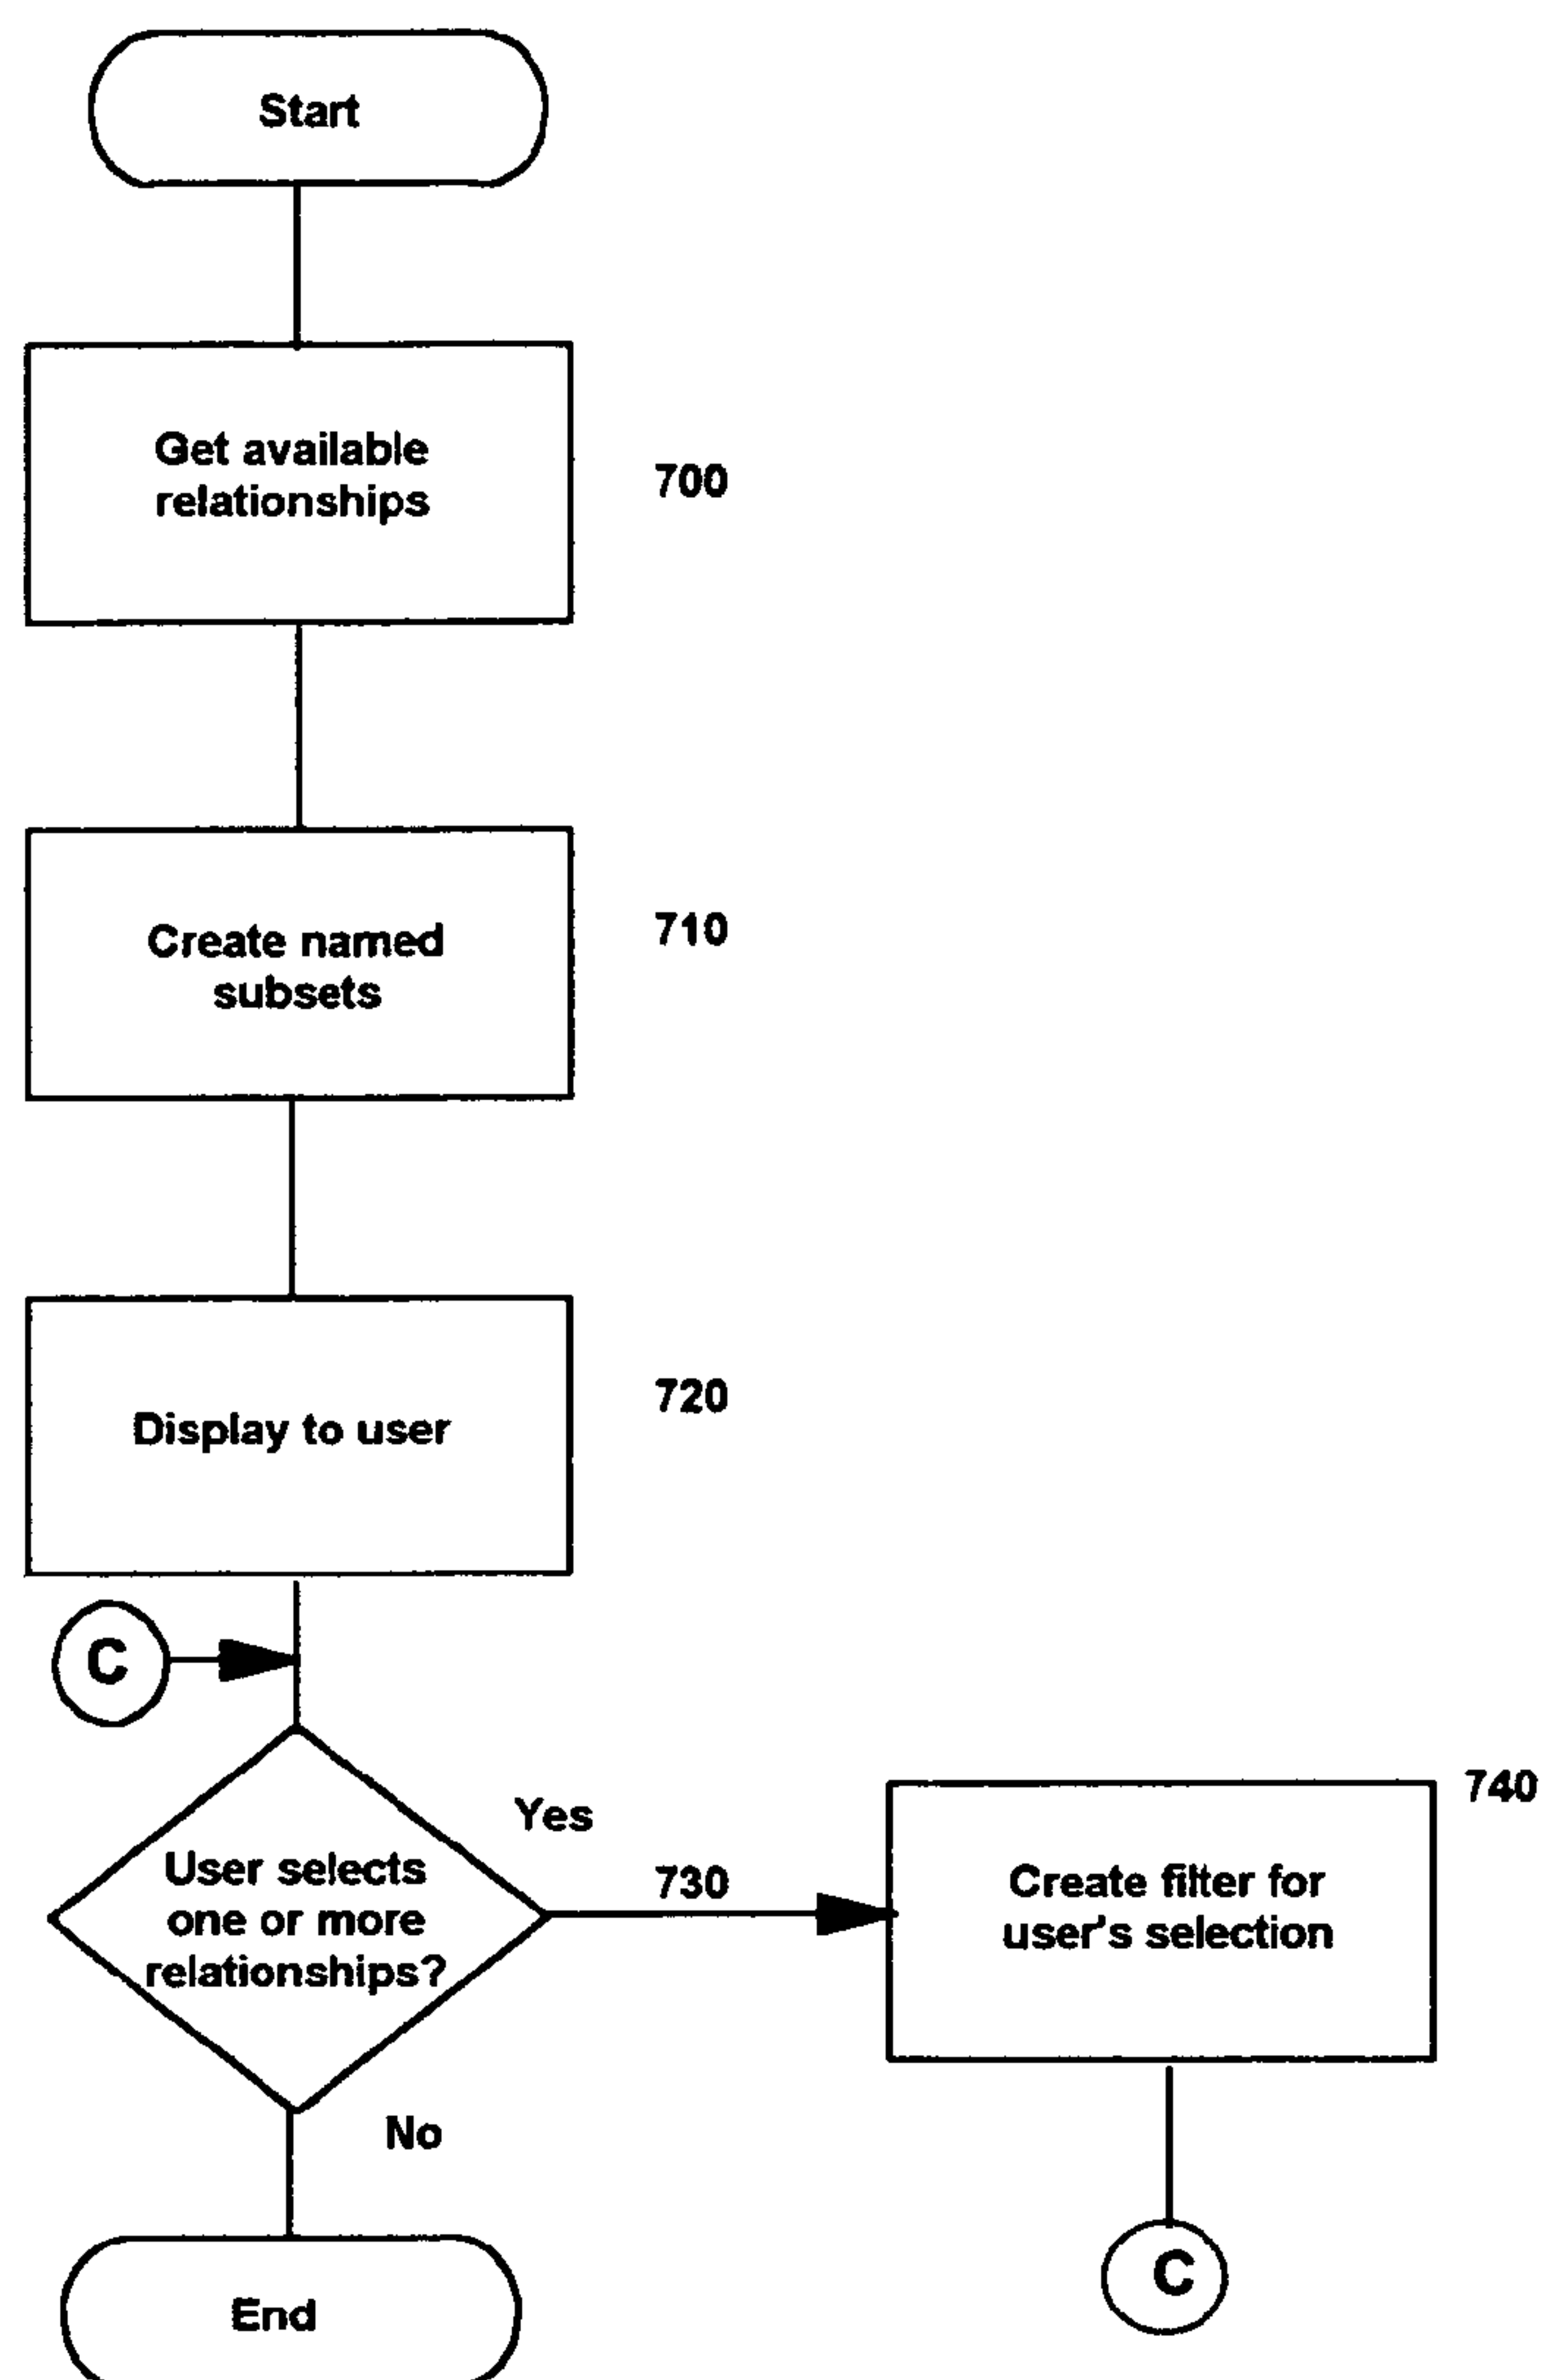 Start
Get available
relationships
700
Create named
subsets
710
Display to user
720
C
User selects
one or more
relationships?
Yes
730
740
Create filter for
user's selection
No
C
End